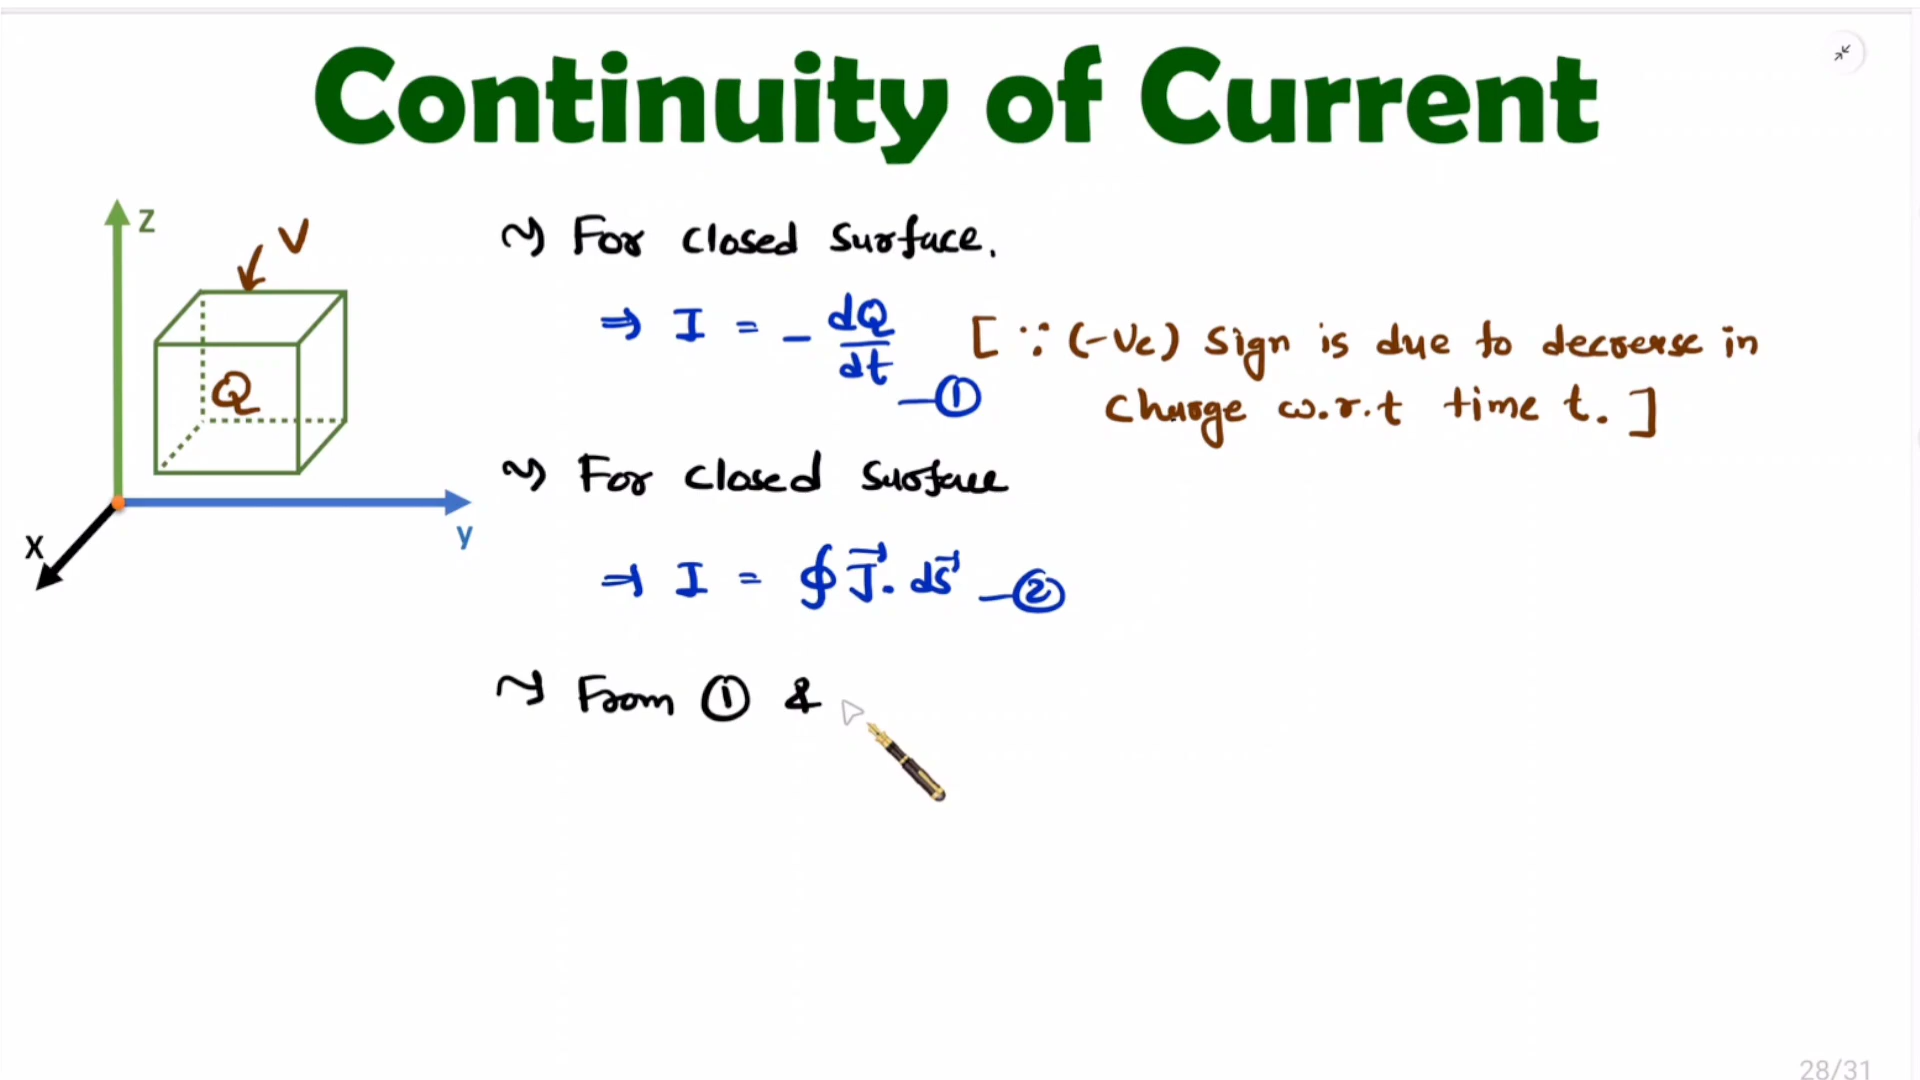 Continuity of Current
Z
V
Q
X
y
~> For closed surface.
⇒ I = - dQ/dt —①
[ ∵ (-Ve) Sign is due to decrease in
charge w.r.t time t. ]
~> For closed surface
⇒ I = ∮ J⃗ . ds⃗ —②
~> From ① &
28/31